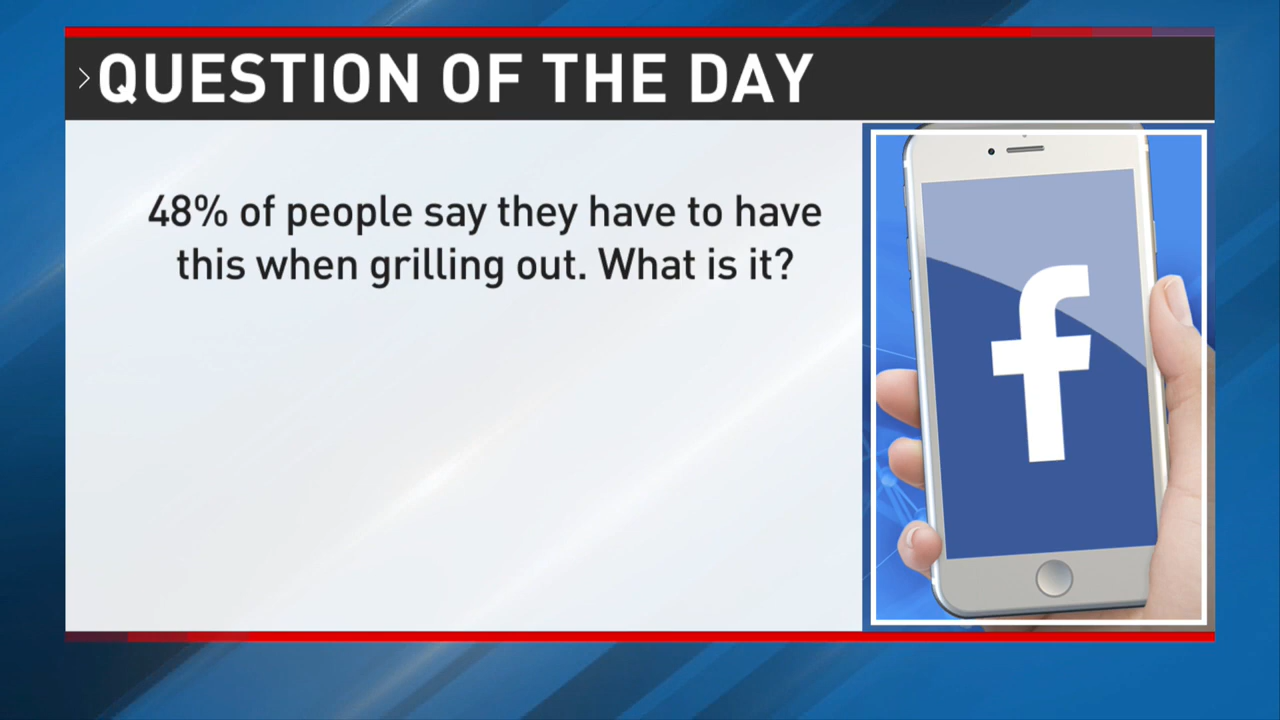 QUESTION OF THE DAY
48% of people say they have to have
this when grilling out. What is it?
f